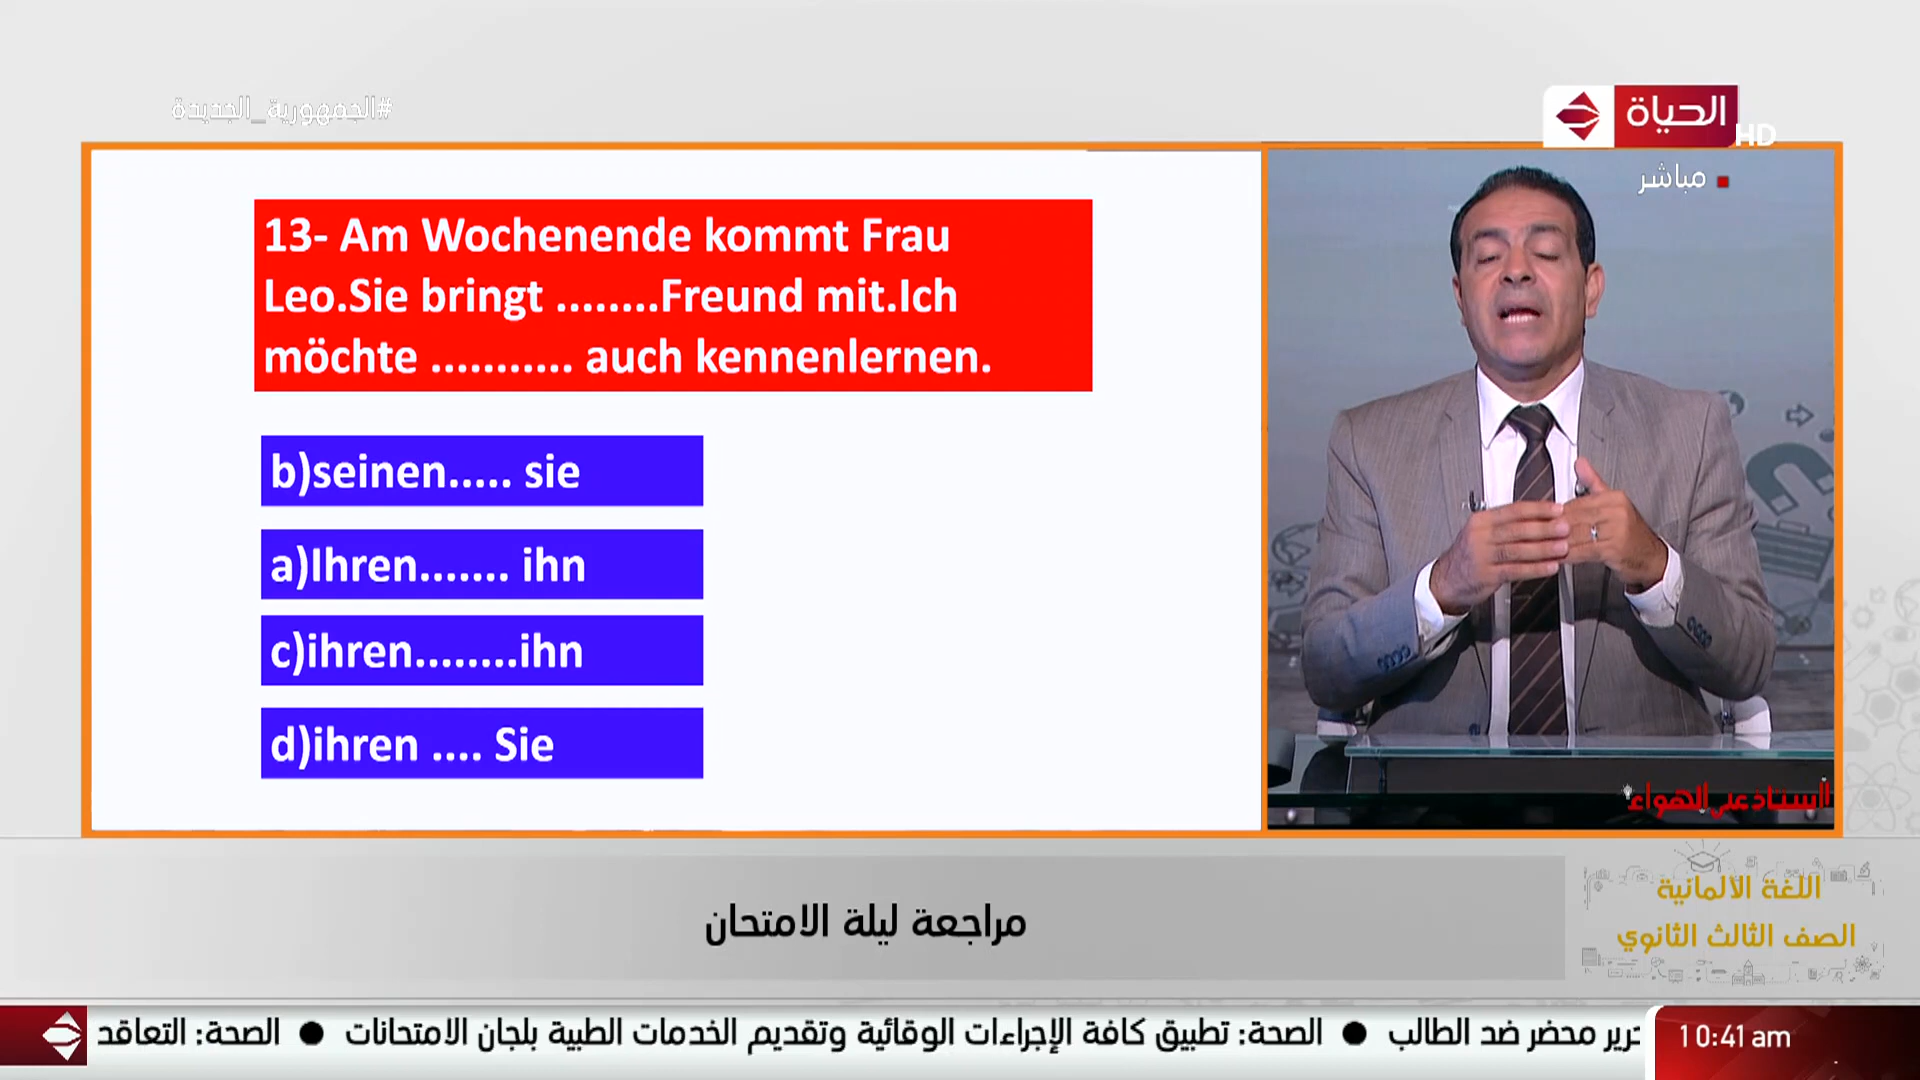 #الجمهورية_الجديدة
الحياة
HD
مباشر
13- Am Wochenende kommt Frau
Leo.Sie bringt ........Freund mit.Ich
möchte ........... auch kennenlernen.
b)seinen..... sie
a)Ihren....... ihn
c)ihren........ihn
d)ihren .... Sie
الأستاذ على الهواء
اللغة الالمانية
الصف الثالث الثانوي
مراجعة ليلة الامتحان
حرير محضر ضد الطالب ● الصحة: تطبيق كافة الإجراءات الوقائية وتقديم الخدمات الطبية بلجان الامتحانات ● الصحة: التعاقد
10:41 am